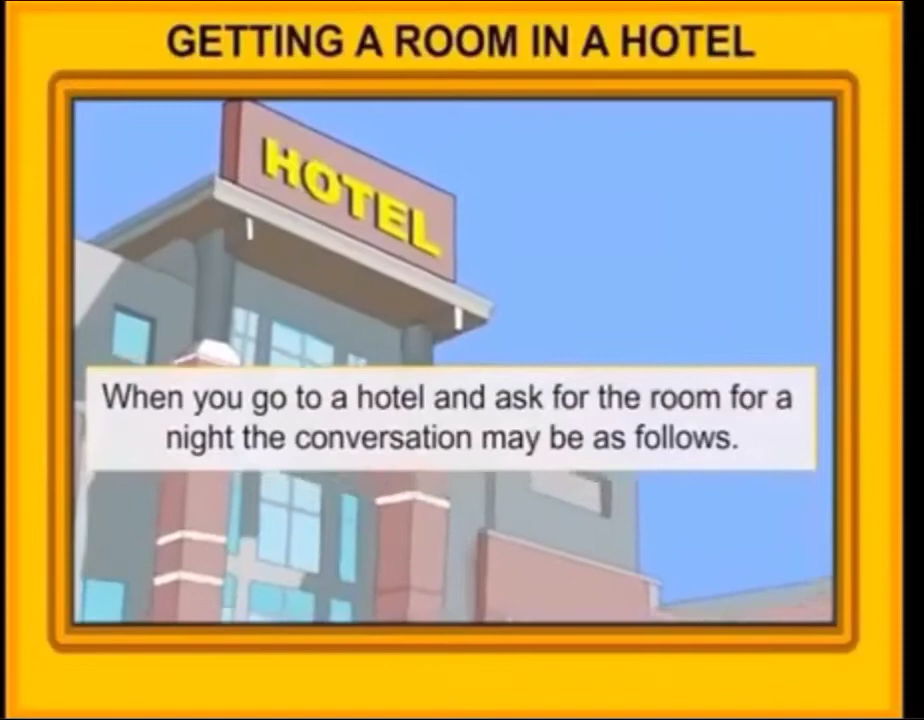 GETTING A ROOM IN A HOTEL
HOTEL
When you go to a hotel and ask for the room for a
night the conversation may be as follows.